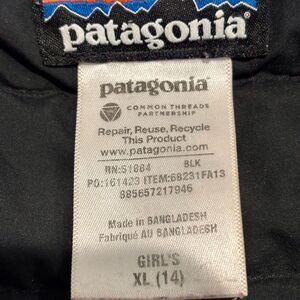 patagonia®
patagonia®
COMMON THREADS
PARTNERSHIP
Repair, Reuse, Recycle
This Product
www.patagonia.com
RN:51884 BLK
PO:161423 ITEM:68231FA13
885657217946
Made in BANGLADESH
Fabriqué AU BANGLADESH
GIRL'S
XL (14)